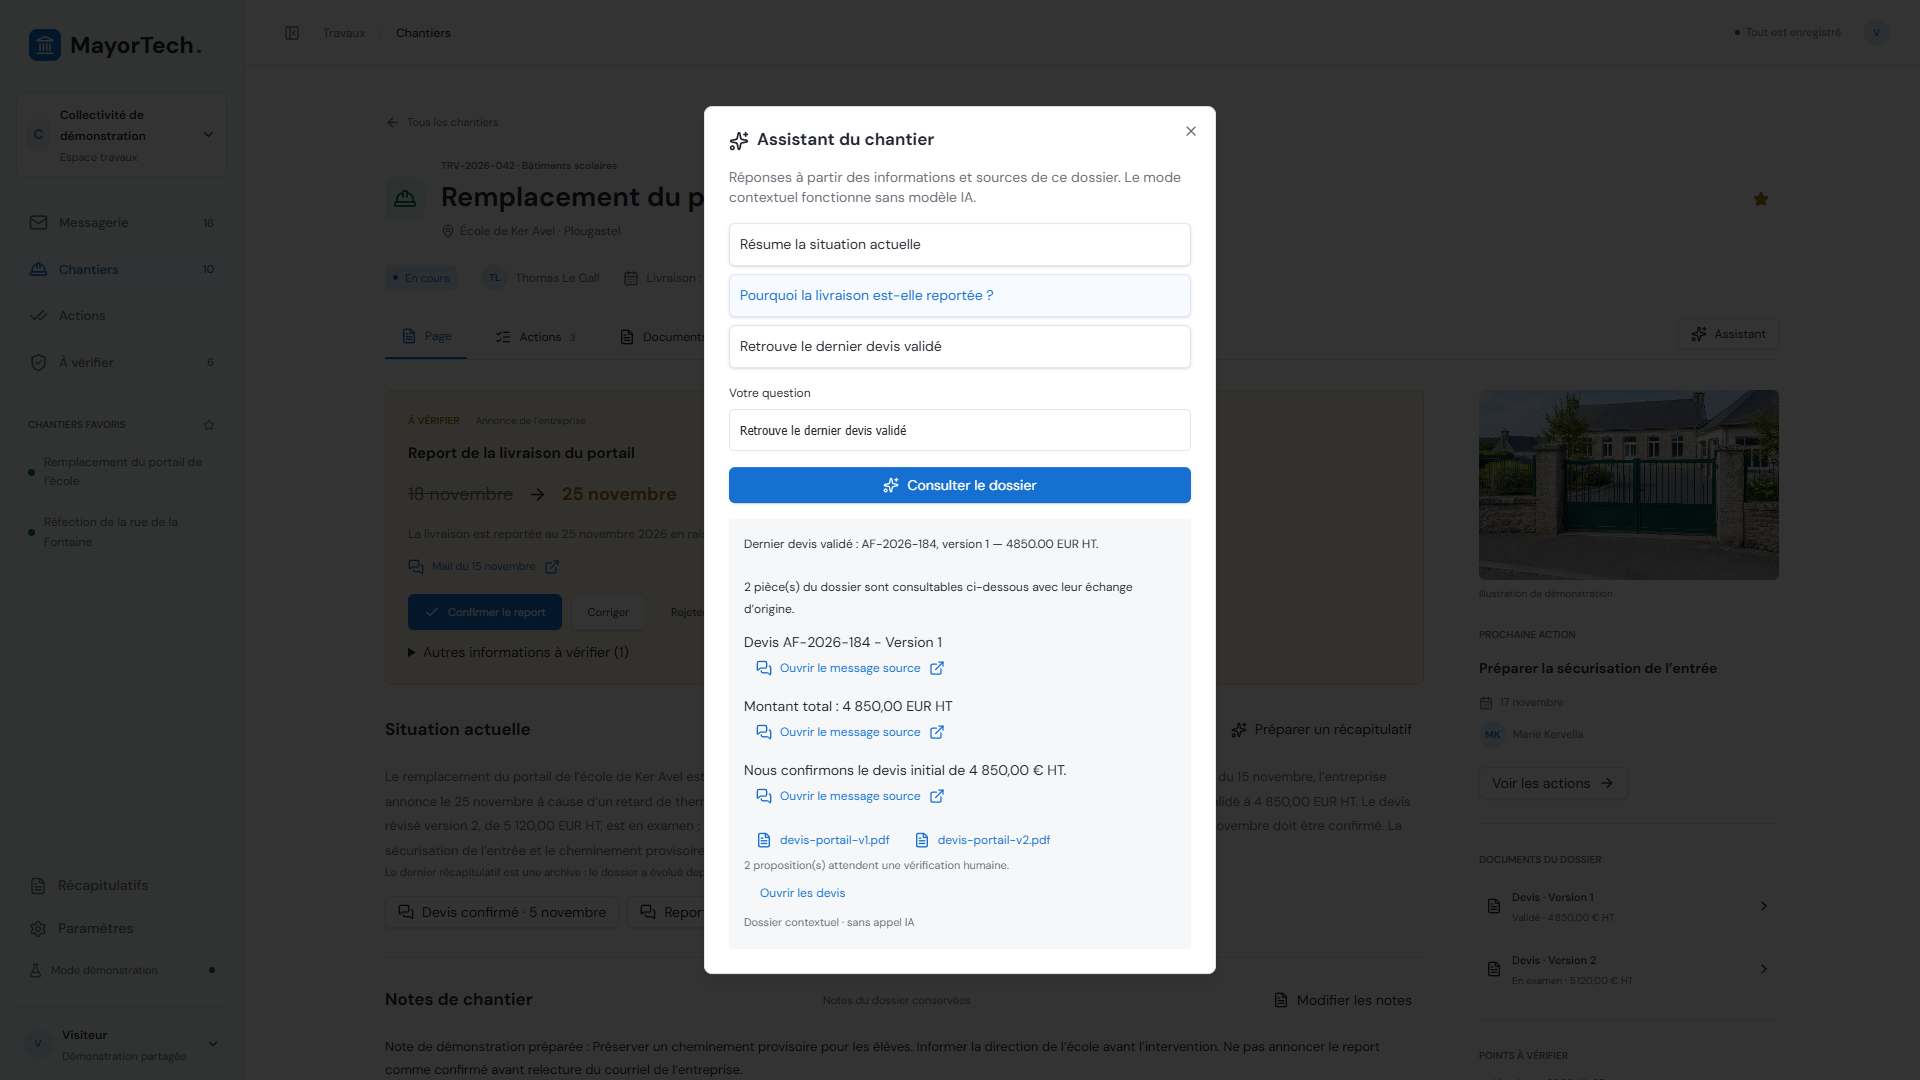 MayorTech.
Collectivité de
démonstration
C
Espace travaux
Messagerie 16
Chantiers 10
Actions
À vérifier 6
CHANTIERS FAVORIS
Remplacement du portail de
l'école
Réfection de la rue de la
Fontaine
Récapitulatifs
Paramètres
Mode démonstration
V
Visiteur
Démonstration partagée
Travaux / Chantiers
Tout est enregistré
V
Tous les chantiers
TRV-2026-042 · Bâtiments scolaires
Remplacement du p
École de Ker Avel · Plougastel
En cours
TL Thomas Le Gall
Livraison :
Page
Actions 3
Documents
Assistant
À VÉRIFIER Annonce de l'entreprise
Report de la livraison du portail
18 novembre → 25 novembre
La livraison est reportée au 25 novembre 2026 en rais
Mail du 15 novembre
Confirmer le report
Corriger
Rejeter
Autres informations à vérifier (1)
Situation actuelle
Préparer un récapitulatif
Le remplacement du portail de l'école de Ker Avel est
du 15 novembre, l'entreprise
annonce le 25 novembre à cause d'un retard de therm
lidé à 4 850,00 EUR HT. Le devis
révisé version 2, de 5 120,00 EUR HT, est en examen ;
ovembre doit être confirmé. La
sécurisation de l'entrée et le cheminement provisoire
Le dernier récapitulatif est une archive : le dossier a évolué dep
Devis confirmé · 5 novembre
Repor
Notes de chantier
Notes du dossier conservées
Modifier les notes
Note de démonstration préparée : Préserver un cheminement provisoire pour les élèves. Informer la direction de l'école avant l'intervention. Ne pas annoncer le report
comme confirmé avant relecture du courriel de l'entreprise.
Assistant du chantier
Réponses à partir des informations et sources de ce dossier. Le mode
contextuel fonctionne sans modèle IA.
Résume la situation actuelle
Pourquoi la livraison est-elle reportée ?
Retrouve le dernier devis validé
Votre question
Retrouve le dernier devis validé
Consulter le dossier
Dernier devis validé : AF-2026-184, version 1 — 4850.00 EUR HT.
2 pièce(s) du dossier sont consultables ci-dessous avec leur échange
d'origine.
Devis AF-2026-184 - Version 1
Ouvrir le message source
Montant total : 4 850,00 EUR HT
Ouvrir le message source
Nous confirmons le devis initial de 4 850,00 € HT.
Ouvrir le message source
devis-portail-v1.pdf
devis-portail-v2.pdf
2 proposition(s) attendent une vérification humaine.
Ouvrir les devis
Dossier contextuel · sans appel IA
Illustration de démonstration
PROCHAINE ACTION
Préparer la sécurisation de l'entrée
17 novembre
MK Marie Kervella
Voir les actions →
DOCUMENTS DU DOSSIER
Devis · Version 1
Validé · 4 850,00 € HT
Devis · Version 2
En examen · 5 120,00 € HT
POINTS À VÉRIFIER